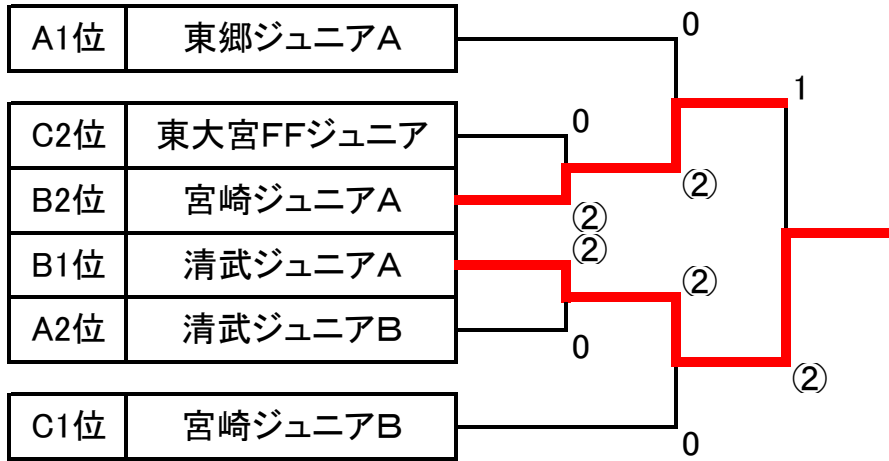 A1位 東郷ジュニアA 0
1
C2位 東大宮FFジュニア 0
②
B2位 宮崎ジュニアA ②
B1位 清武ジュニアA ②
②
A2位 清武ジュニアB 0
②
C1位 宮崎ジュニアB 0